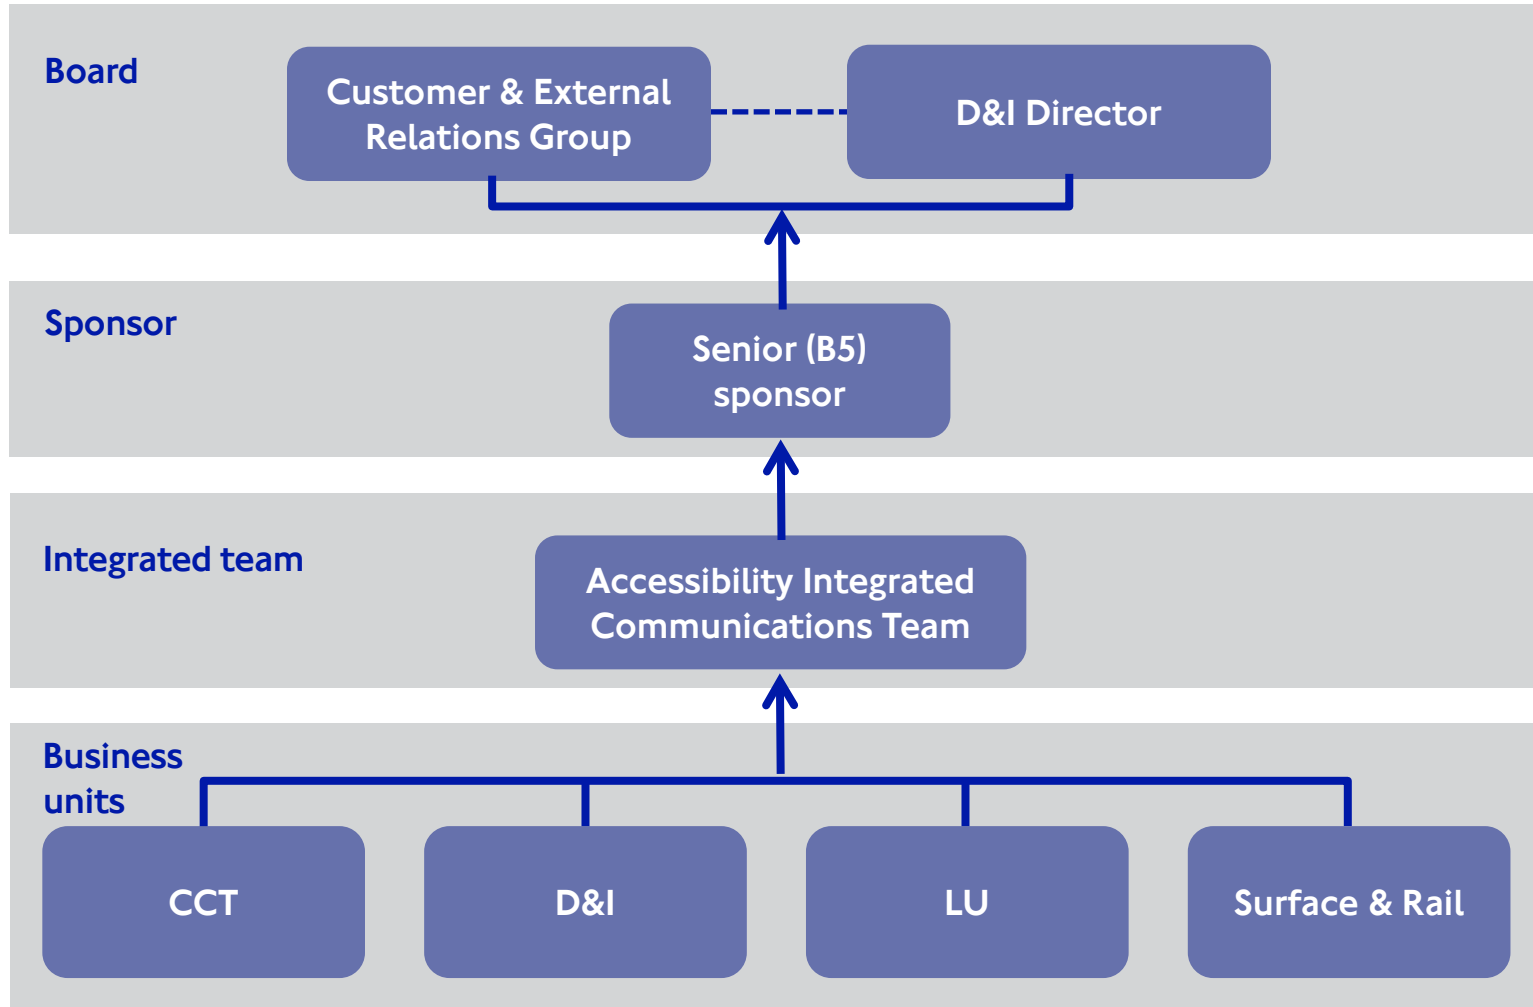 Board
Customer & External
Relations Group
D&I Director
Sponsor
Senior (B5)
sponsor
Integrated team
Accessibility Integrated
Communications Team
Business
units
CCT
D&I
LU
Surface & Rail